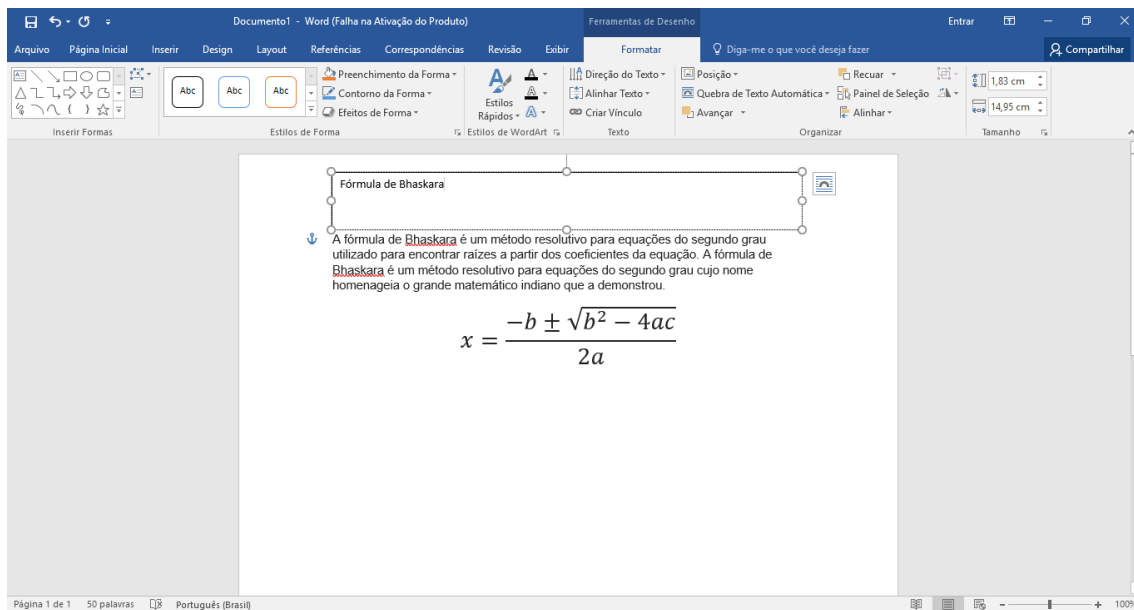 Documento1 - Word (Falha na Ativação do Produto)
Ferramentas de Desenho
Entrar
Arquivo Página Inicial Inserir Design Layout Referências Correspondências Revisão Exibir Formatar Diga-me o que você deseja fazer Compartilhar
Abc Abc Abc
Preenchimento da Forma
Contorno da Forma
Efeitos de Forma
Estilos
Rápidos
Direção do Texto
Alinhar Texto
Criar Vínculo
Posição
Quebra de Texto Automática
Avançar
Recuar
Painel de Seleção
Alinhar
1,83 cm
14,95 cm
Inserir Formas Estilos de Forma Estilos de WordArt Texto Organizar Tamanho
Fórmula de Bhaskara
A fórmula de Bhaskara é um método resolutivo para equações do segundo grau
utilizado para encontrar raízes a partir dos coeficientes da equação. A fórmula de
Bhaskara é um método resolutivo para equações do segundo grau cujo nome
homenageia o grande matemático indiano que a demonstrou.
x = (−b ± √(b² − 4ac)) / 2a
Página 1 de 1 50 palavras Português (Brasil) 100%